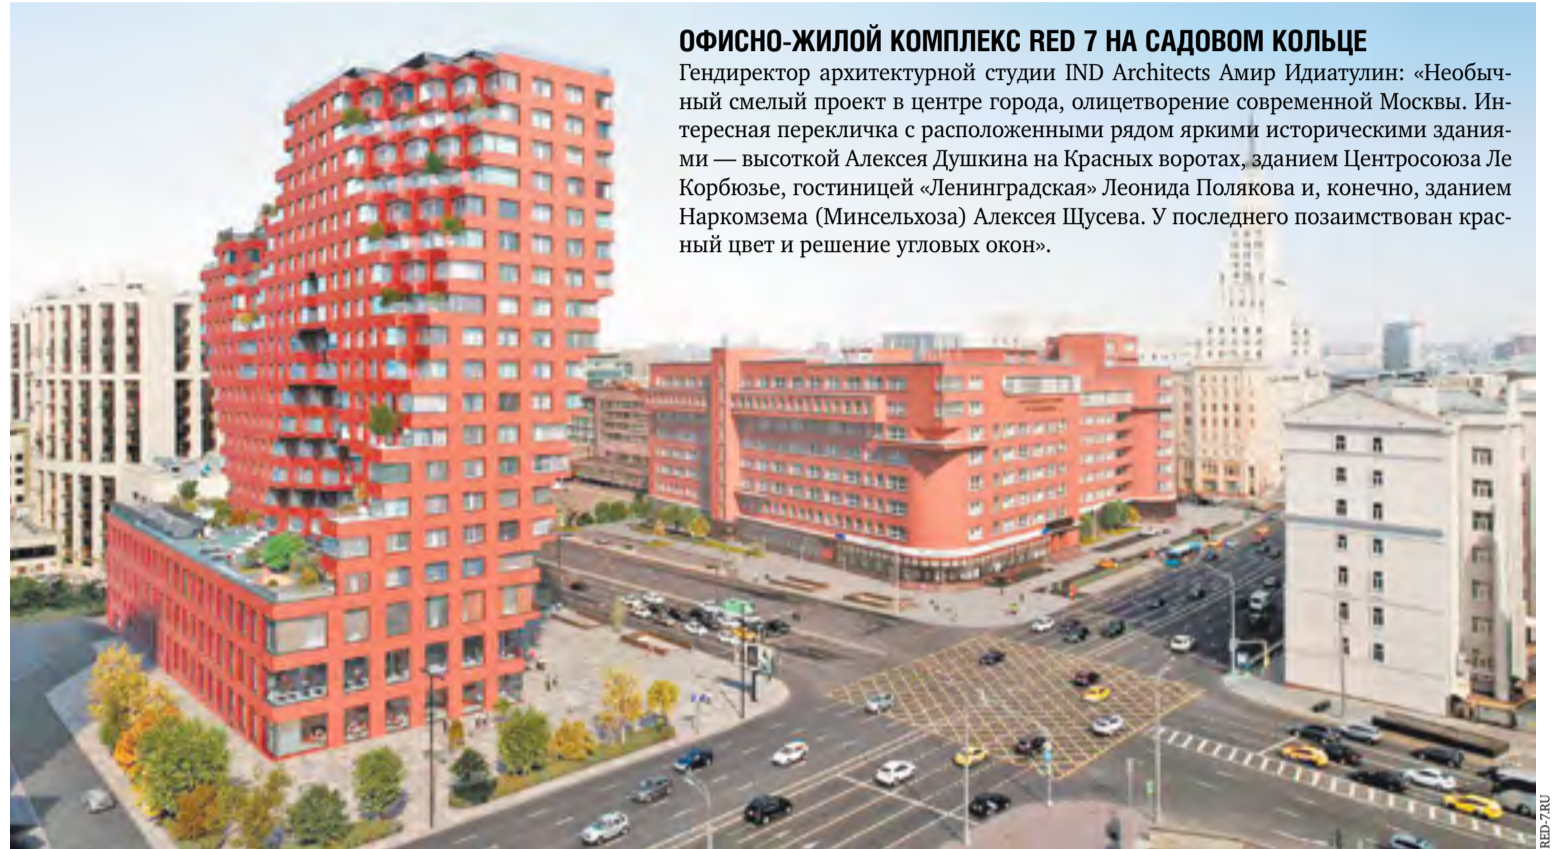 ОФИСНО-ЖИЛОЙ КОМПЛЕКС RED 7 НА САДОВОМ КОЛЬЦЕ
Гендиректор архитектурной студии IND Architects Амир Идиатулин: «Необыч-
ный смелый проект в центре города, олицетворение современной Москвы. Ин-
тересная перекличка с расположенными рядом яркими историческими здания-
ми — высоткой Алексея Душкина на Красных воротах, зданием Центросоюза Ле
Корбюзье, гостиницей «Ленинградская» Леонида Полякова и, конечно, зданием
Наркомзема (Минсельхоза) Алексея Щусева. У последнего позаимствован крас-
ный цвет и решение угловых окон».
RED-7.RU